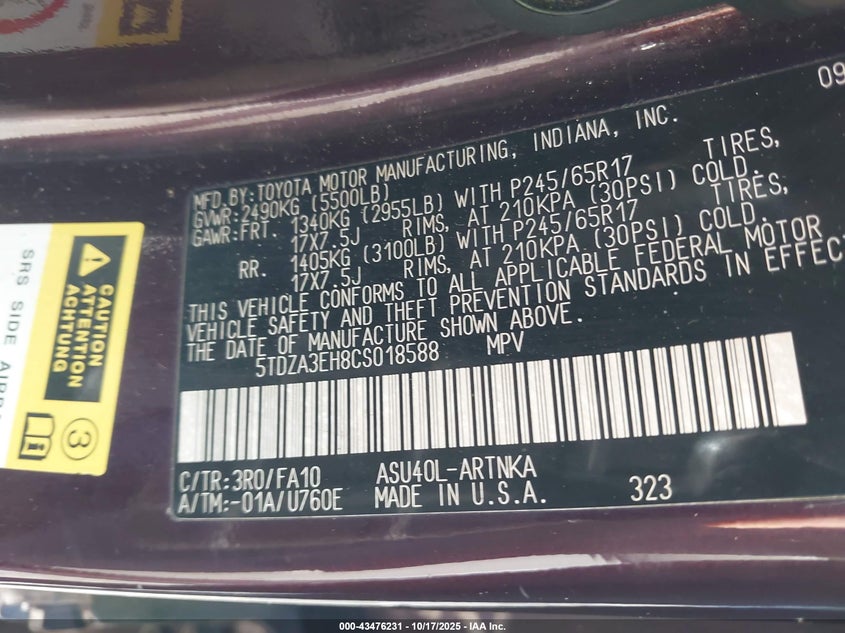 09
MFD.BY:TOYOTA MOTOR MANUFACTURING, INDIANA, INC.
GVWR:2490KG (5500LB)
GAWR:FRT. 1340KG (2955LB) WITH P245/65R17 TIRES,
17X7.5J RIMS, AT 210KPA (30PSI) COLD.
RR. 1405KG (3100LB) WITH P245/65R17 TIRES,
17X7.5J RIMS, AT 210KPA (30PSI) COLD.
THIS VEHICLE CONFORMS TO ALL APPLICABLE FEDERAL MOTOR
VEHICLE SAFETY AND THEFT PREVENTION STANDARDS IN EFFECT
THE DATE OF MANUFACTURE SHOWN ABOVE.
5TDZA3EH8CS018588 MPV
C/TR:3R0/FA10 ASU40L-ARTNKA
A/TM:-01A/U760E MADE IN U.S.A. 323
CAUTION
ATTENTION
ACHTUNG
3
SRS SIDE
000-43476231 - 10/17/2025 - IAA Inc.